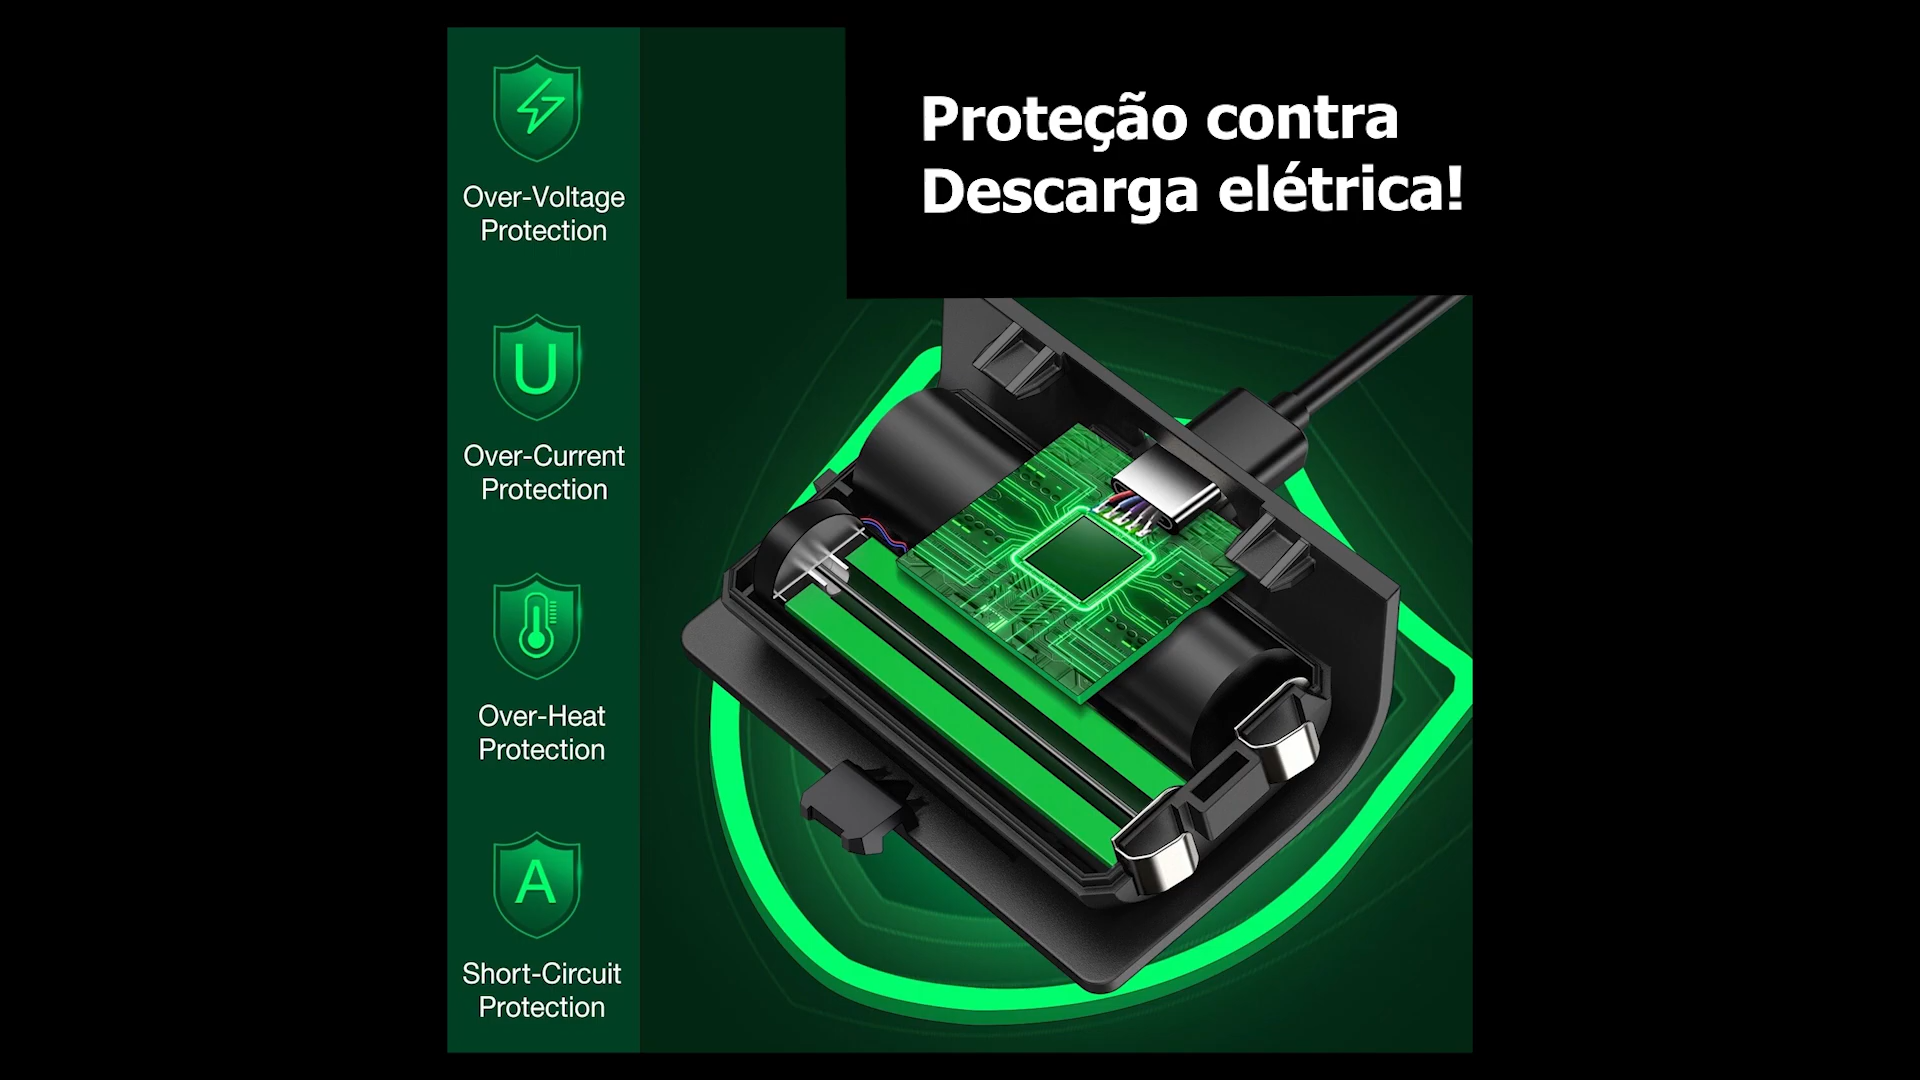 Proteção contra
Descarga elétrica!
Over-Voltage
Protection
U
Over-Current
Protection
Over-Heat
Protection
A
Short-Circuit
Protection